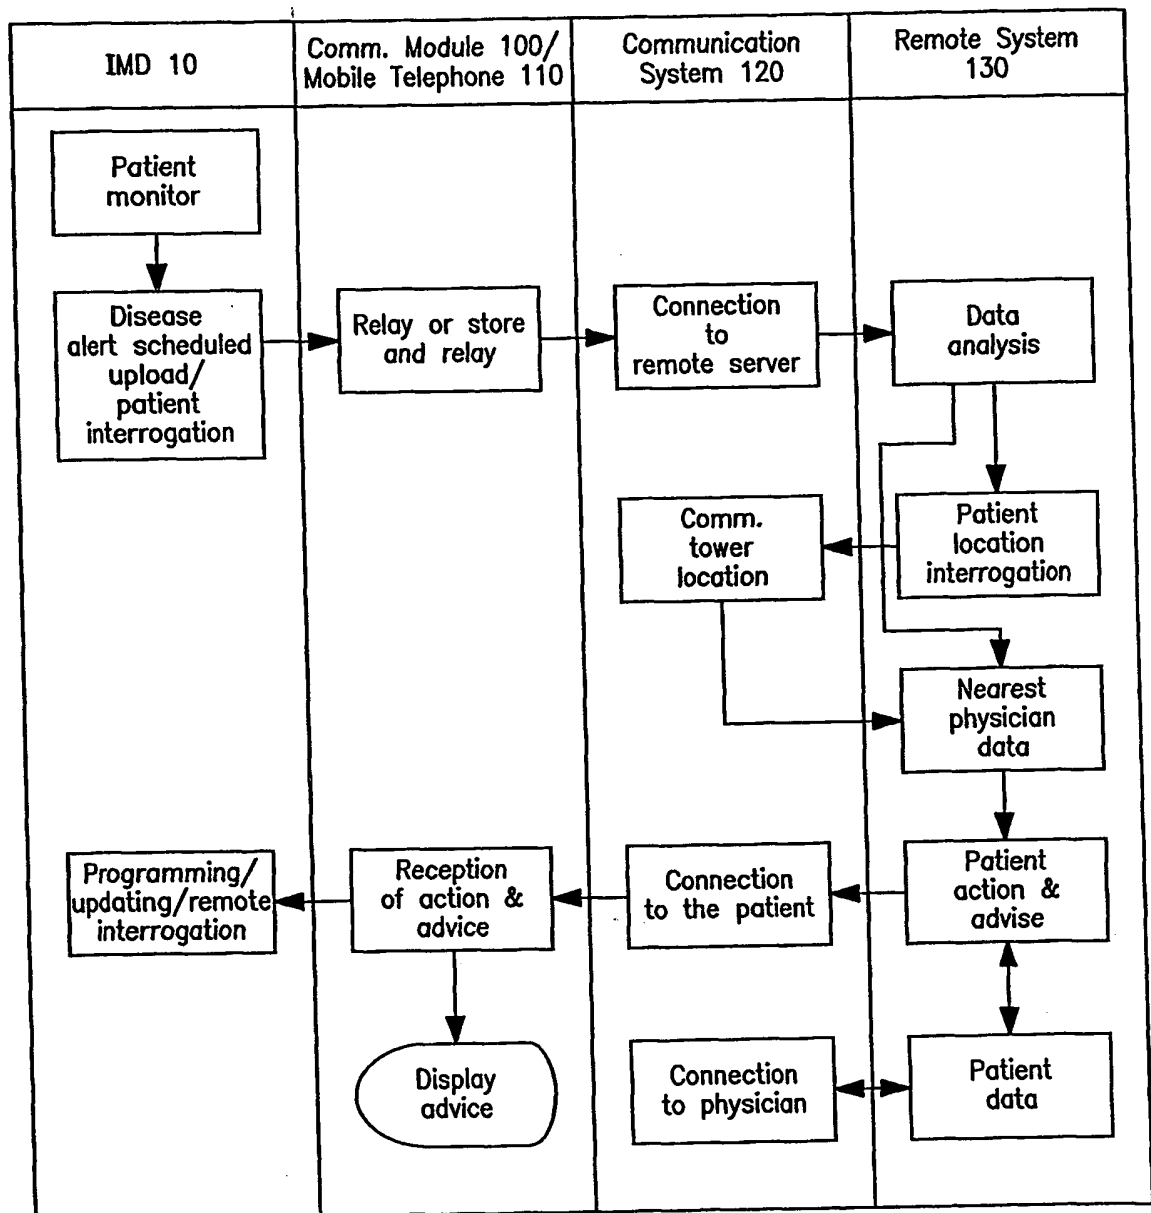 IMD 10
Comm. Module 100/
Mobile Telephone 110
Communication
System 120
Remote System
130
Patient
monitor
Disease
alert scheduled
upload/
patient
interrogation
Relay or store
and relay
Connection
to
remote server
Data
analysis
Comm.
tower
location
Patient
location
interrogation
Nearest
physician
data
Programming/
updating/remote
interrogation
Reception
of action &
advice
Connection
to the patient
Patient
action &
advise
Display
advice
Connection
to physician
Patient
data